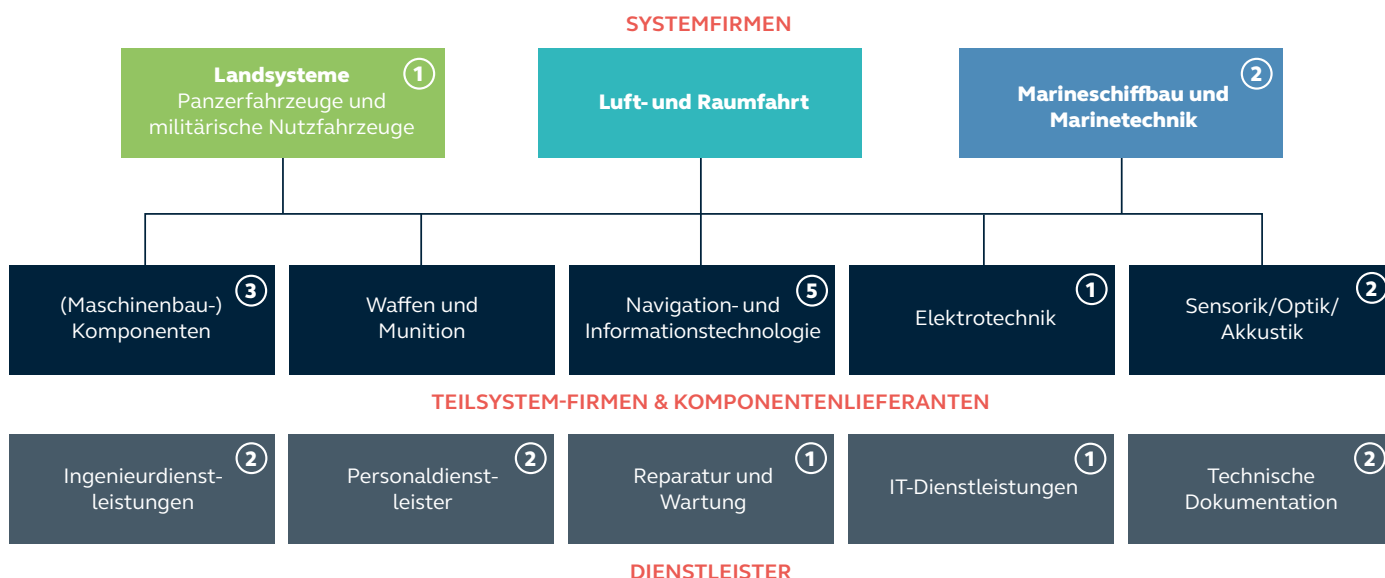 SYSTEMFIRMEN
Landsysteme
Panzerfahrzeuge und
militärische Nutzfahrzeuge
1
Luft- und Raumfahrt
Marineschiffbau und
Marinetechnik
2
(Maschinenbau-)
Komponenten
3
Waffen und
Munition
Navigation- und
Informationstechnologie
5
Elektrotechnik
1
Sensorik/Optik/
Akkustik
2
TEILSYSTEM-FIRMEN & KOMPONENTENLIEFERANTEN
Ingenieurdienst-
leistungen
2
Personaldienst-
leister
2
Reparatur und
Wartung
1
IT-Dienstleistungen
1
Technische
Dokumentation
2
DIENSTLEISTER